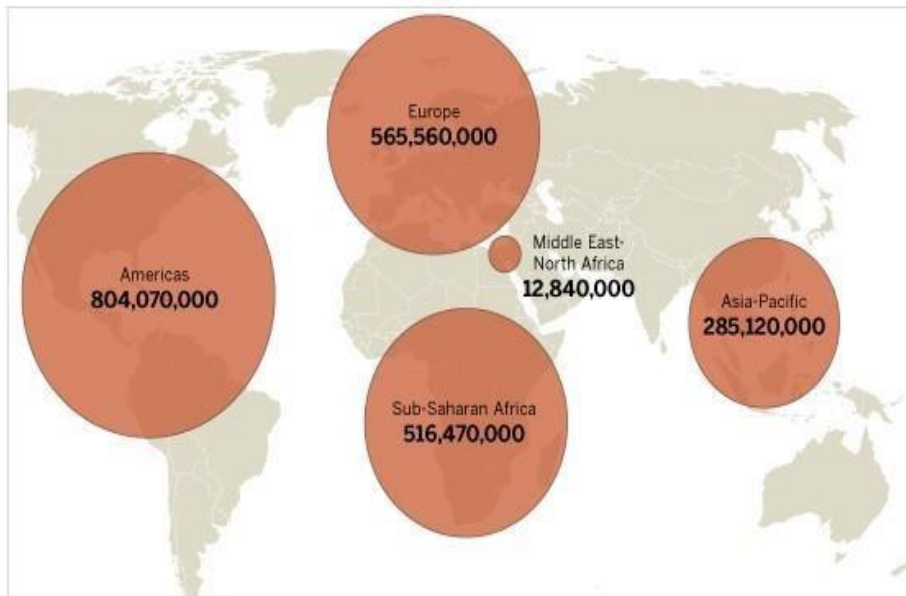 Europe
565,560,000
Americas
804,070,000
Middle East-
North Africa
12,840,000
Asia-Pacific
285,120,000
Sub-Saharan Africa
516,470,000